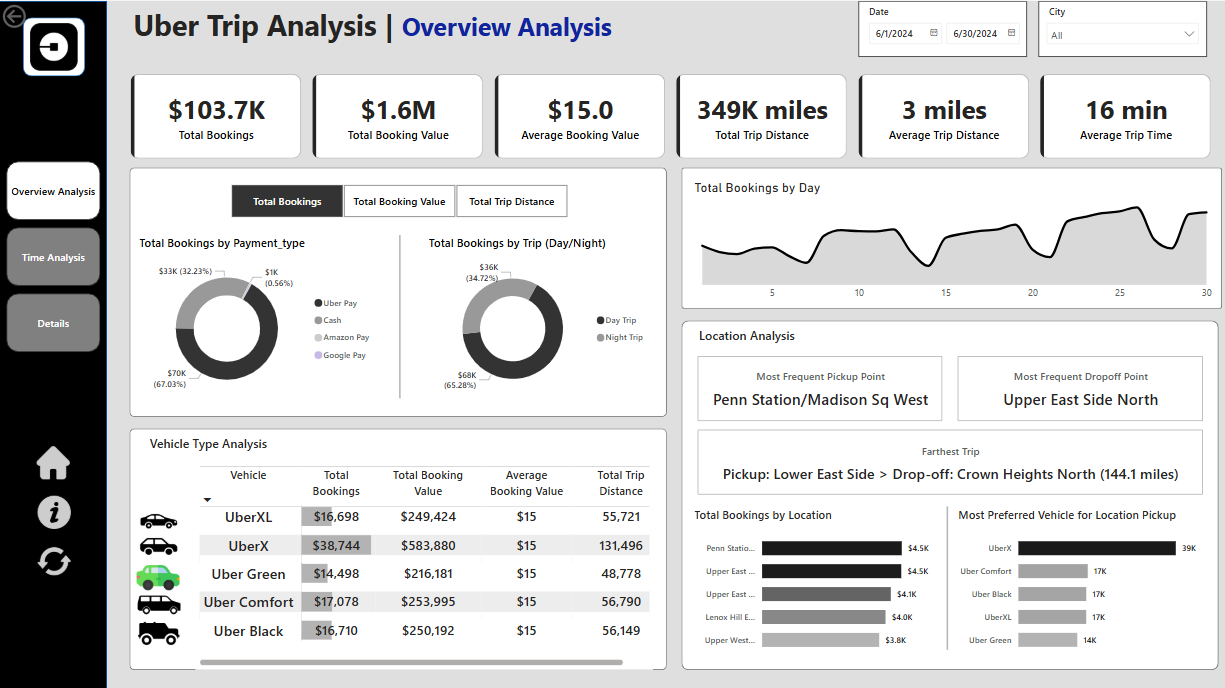 Uber Trip Analysis | Overview Analysis
Date
6/1/2024
6/30/2024
City
All
$103.7K
Total Bookings
$1.6M
Total Booking Value
$15.0
Average Booking Value
349K miles
Total Trip Distance
3 miles
Average Trip Distance
16 min
Average Trip Time
Overview Analysis
Time Analysis
Details
Total Bookings
Total Booking Value
Total Trip Distance
Total Bookings by Payment_type
$33K (32.23%)
$1K
(0.56%)
$70K
(67.03%)
Uber Pay
Cash
Amazon Pay
Google Pay
Total Bookings by Trip (Day/Night)
$36K
(34.72%)
$68K
(65.28%)
Day Trip
Night Trip
Total Bookings by Day
5 10 15 20 25 30
Vehicle Type Analysis
Vehicle Total Bookings Total Booking Value Average Booking Value Total Trip Distance
UberXL $16,698 $249,424 $15 55,721
UberX $38,744 $583,880 $15 131,496
Uber Green $14,498 $216,181 $15 48,778
Uber Comfort $17,078 $253,995 $15 56,790
Uber Black $16,710 $250,192 $15 56,149
Location Analysis
Most Frequent Pickup Point
Penn Station/Madison Sq West
Most Frequent Dropoff Point
Upper East Side North
Farthest Trip
Pickup: Lower East Side > Drop-off: Crown Heights North (144.1 miles)
Total Bookings by Location
Penn Statio... $4.5K
Upper East ... $4.5K
Upper East ... $4.1K
Lenox Hill E... $4.0K
Upper West... $3.8K
Most Preferred Vehicle for Location Pickup
UberX 39K
Uber Comfort 17K
Uber Black 17K
UberXL 17K
Uber Green 14K